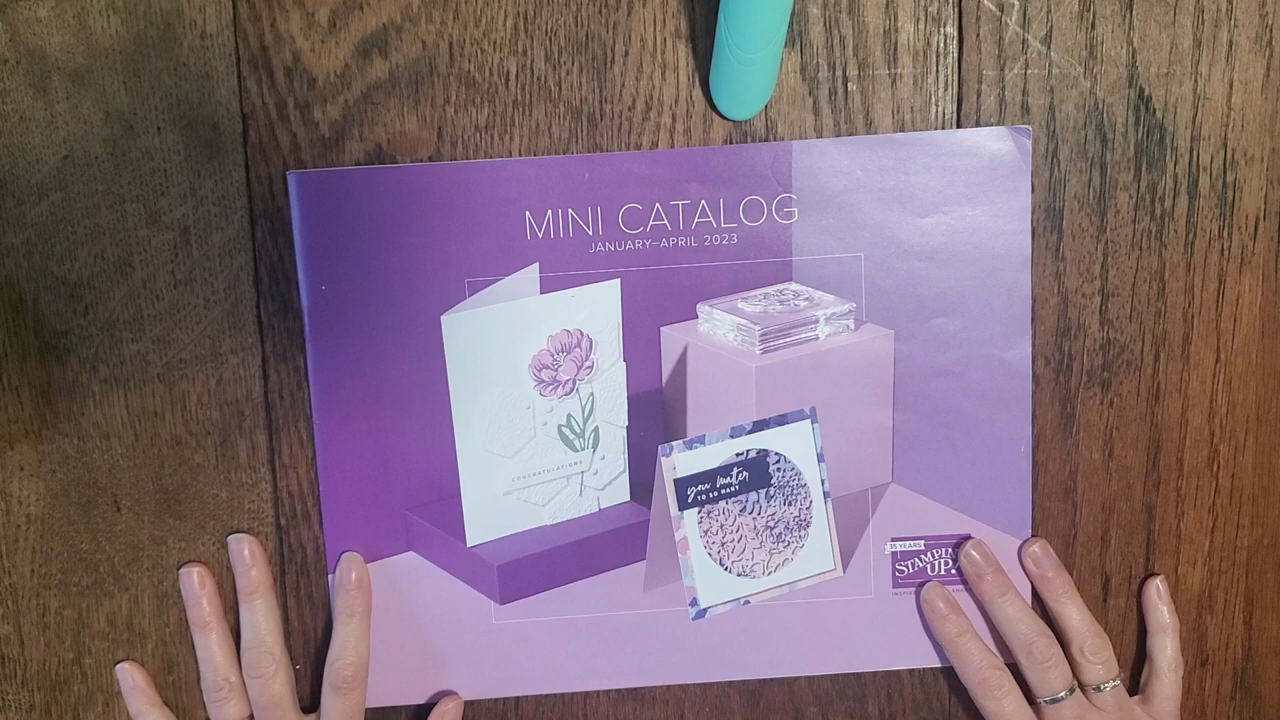 MINI CATALOG
JANUARY–APRIL 2023
CONGRATULATIONS
you matter
TO SO MANY
35 YEARS
STAMPIN'
UP!